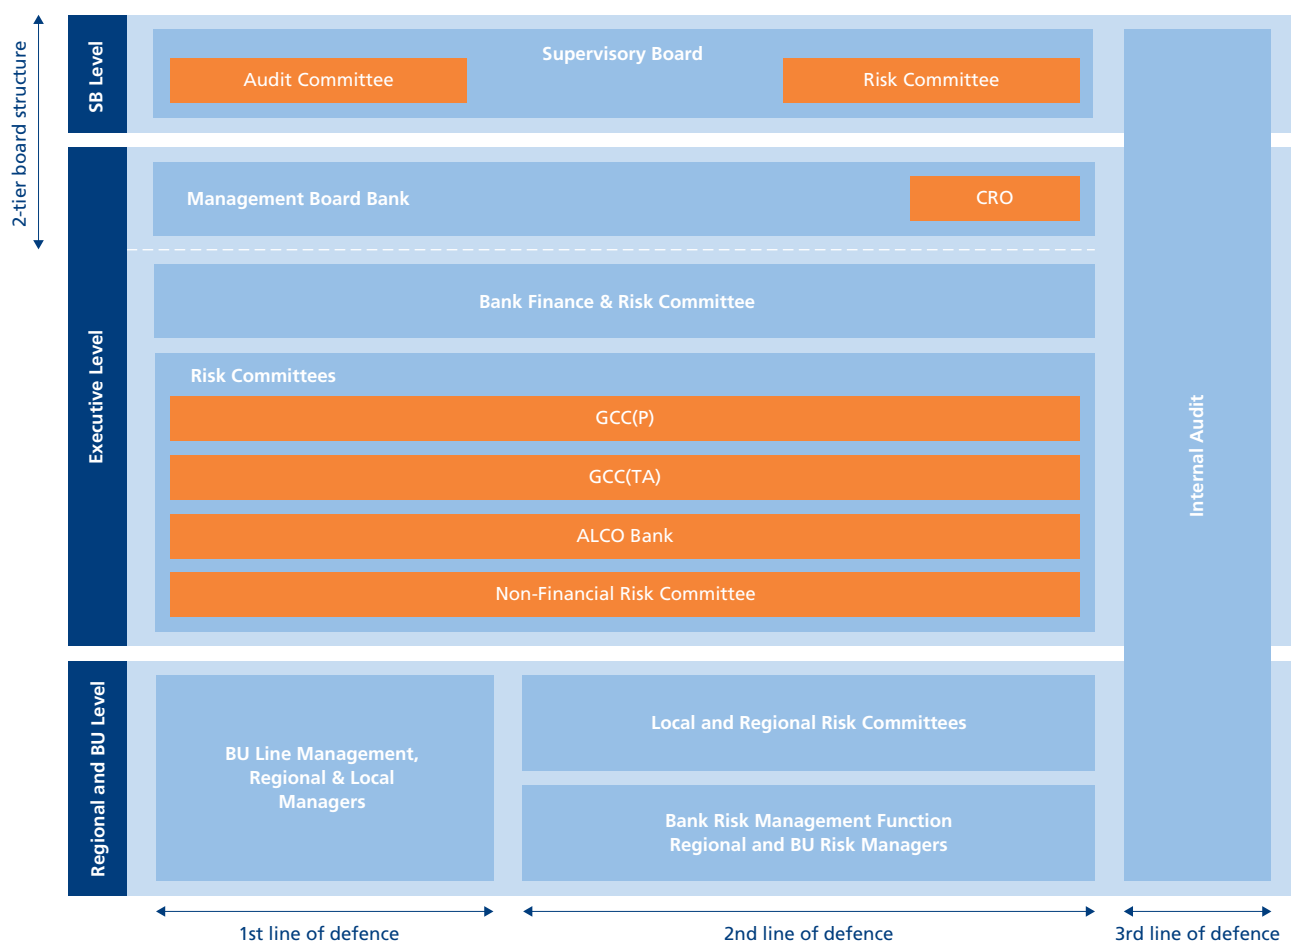 2-tier board structure
SB Level
Supervisory Board
Audit Committee
Risk Committee
Executive Level
Management Board Bank
CRO
Bank Finance & Risk Committee
Risk Committees
GCC(P)
GCC(TA)
ALCO Bank
Non-Financial Risk Committee
Internal Audit
Regional and BU Level
BU Line Management,
Regional & Local
Managers
Local and Regional Risk Committees
Bank Risk Management Function
Regional and BU Risk Managers
1st line of defence
2nd line of defence
3rd line of defence